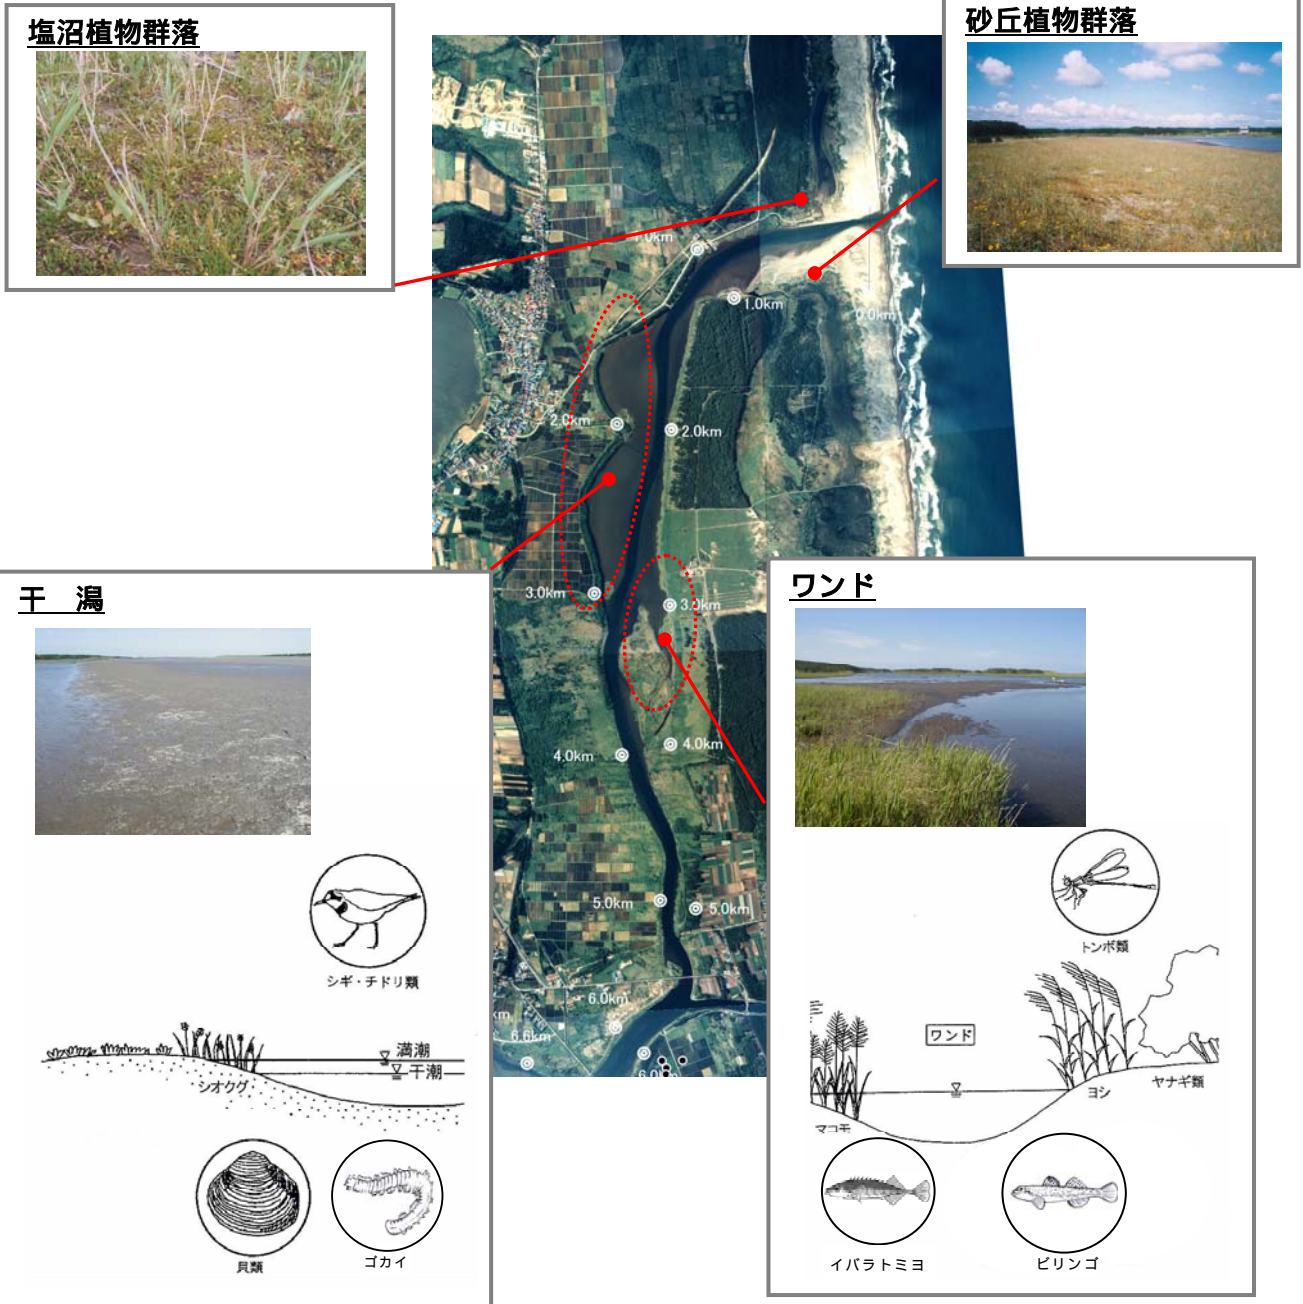 塩沼植物群落
砂丘植物群落
1.0km
0.0km
2.0km
2.0km
3.0km
3.0km
4.0km
4.0km
5.0km
5.0km
6.0km
6.6km
干 潟
シギ・チドリ類
満潮
干潮
シオクグ
貝類
ゴカイ
ワンド
トンボ類
ワンド
ヤナギ類
ヨシ
マコモ
イバラトミヨ
ビリンゴ